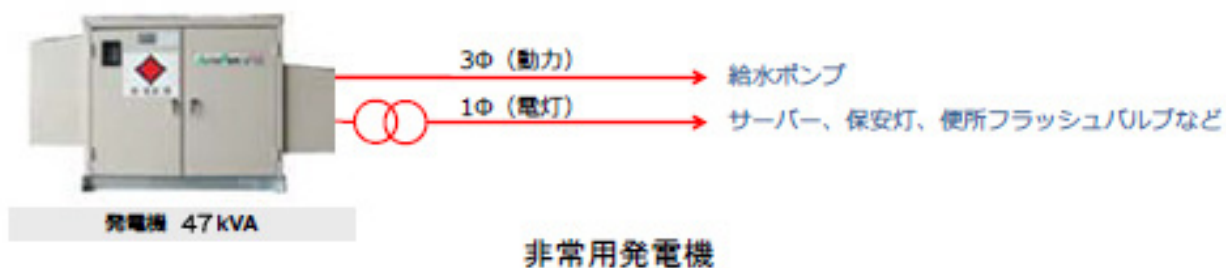 3Φ（動力）
給水ポンプ
1Φ（電灯）
サーバー、保安灯、便所フラッシュバルブなど
発電機 47kVA
非常用発電機